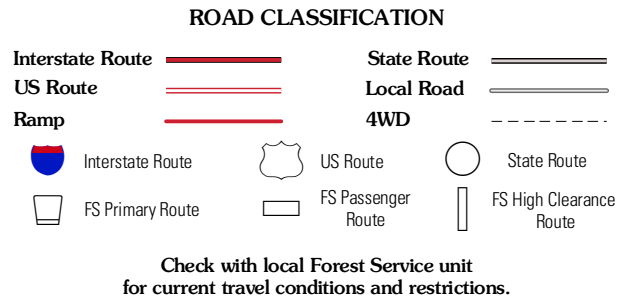 ROAD CLASSIFICATION
Interstate Route
State Route
US Route
Local Road
Ramp
4WD
Interstate Route
US Route
State Route
FS Primary Route
FS Passenger
Route
FS High Clearance
Route
Check with local Forest Service unit
for current travel conditions and restrictions.